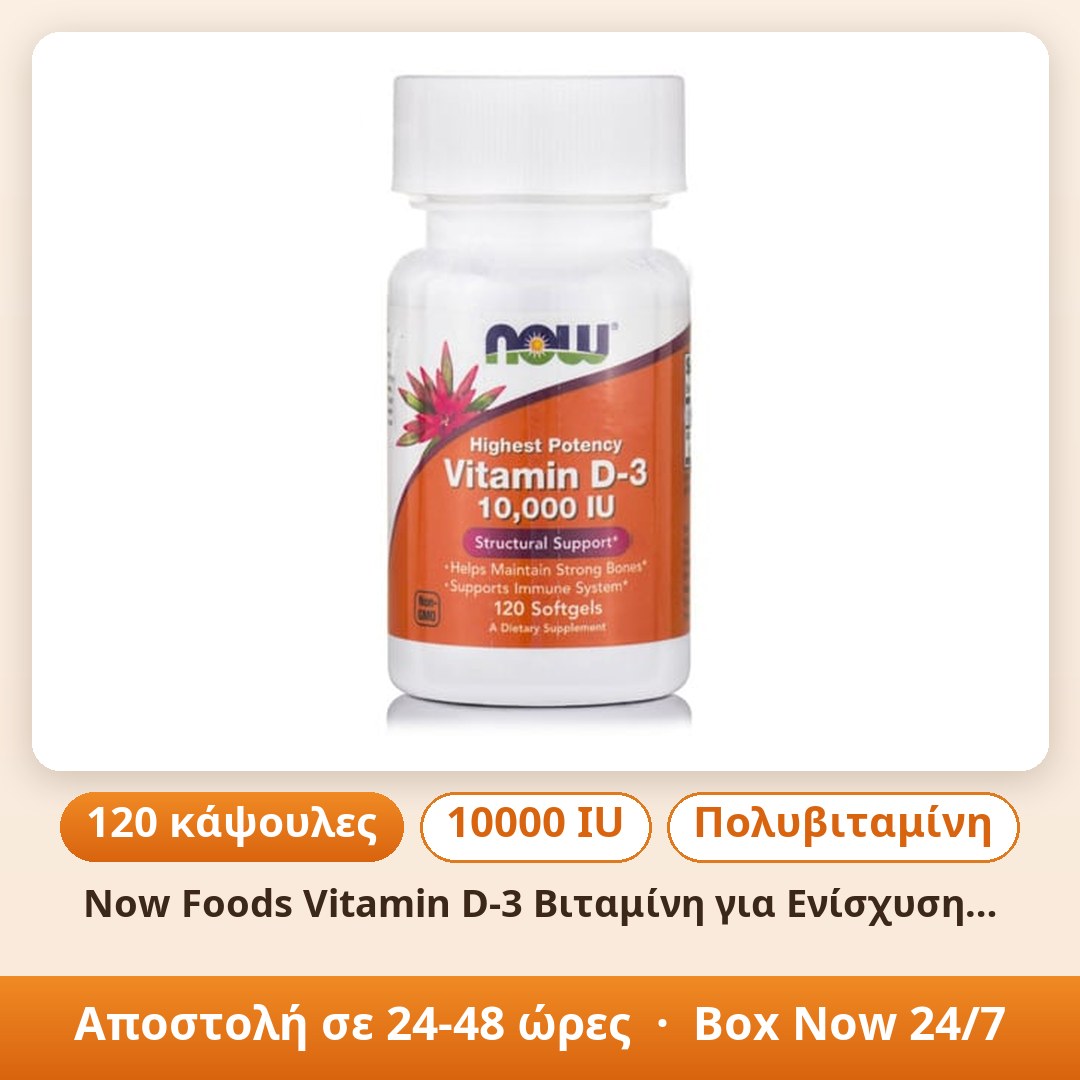 now®
Highest Potency
Vitamin D-3
10,000 IU
Structural Support*
•Helps Maintain Strong Bones*
•Supports Immune System*
Non-
GMO
120 Softgels
A Dietary Supplement
120 κάψουλες
10000 IU
Πολυβιταμίνη
Now Foods Vitamin D-3 Βιταμίνη για Ενίσχυση...
Αποστολή σε 24-48 ώρες · Box Now 24/7